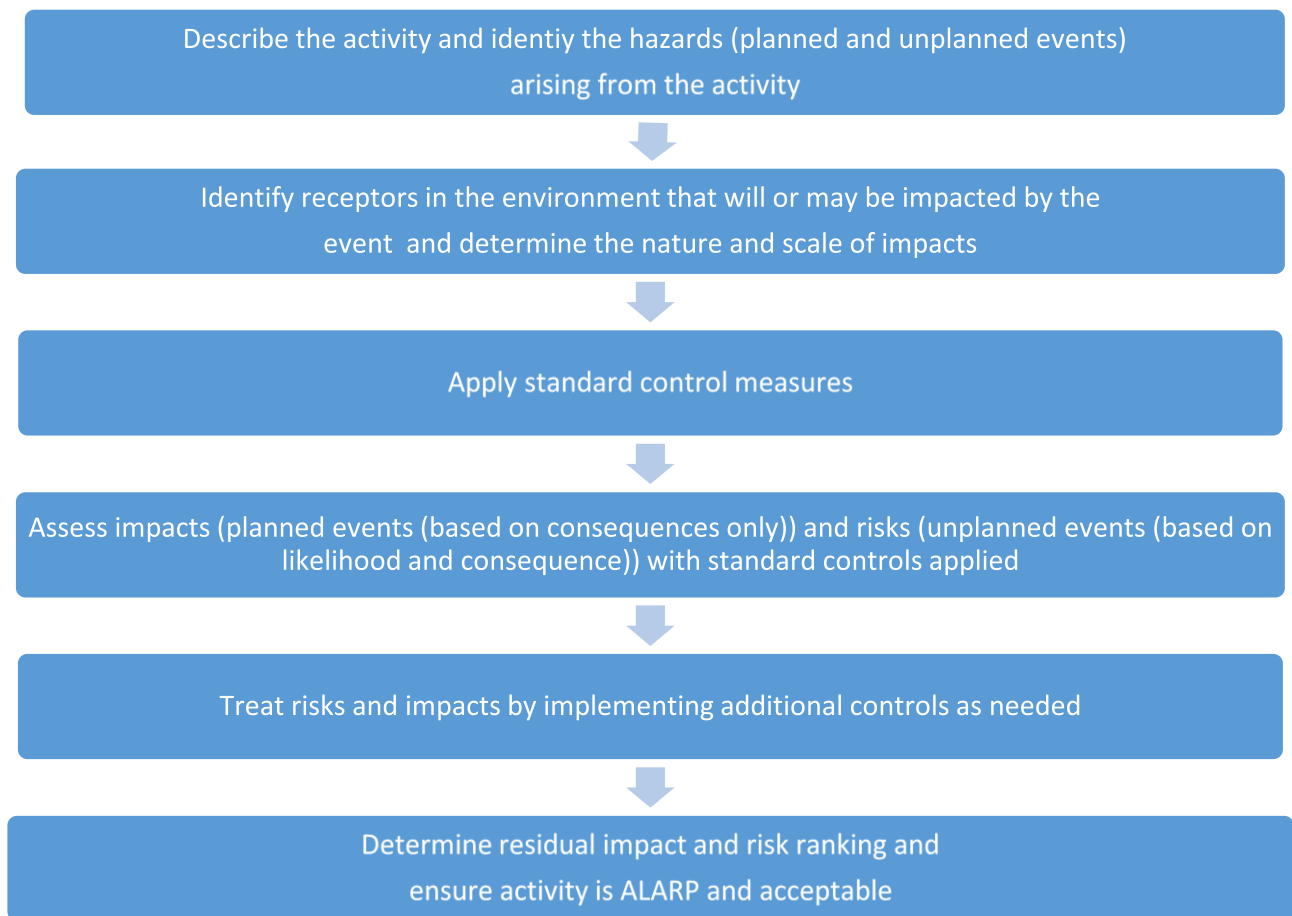 Describe the activity and identiy the hazards (planned and unplanned events)
arising from the activity
Identify receptors in the environment that will or may be impacted by the
event  and determine the nature and scale of impacts
Apply standard control measures
Assess impacts (planned events (based on consequences only)) and risks (unplanned events (based on
likelihood and consequence)) with standard controls applied
Treat risks and impacts by implementing additional controls as needed
Determine residual impact and risk ranking and
ensure activity is ALARP and acceptable